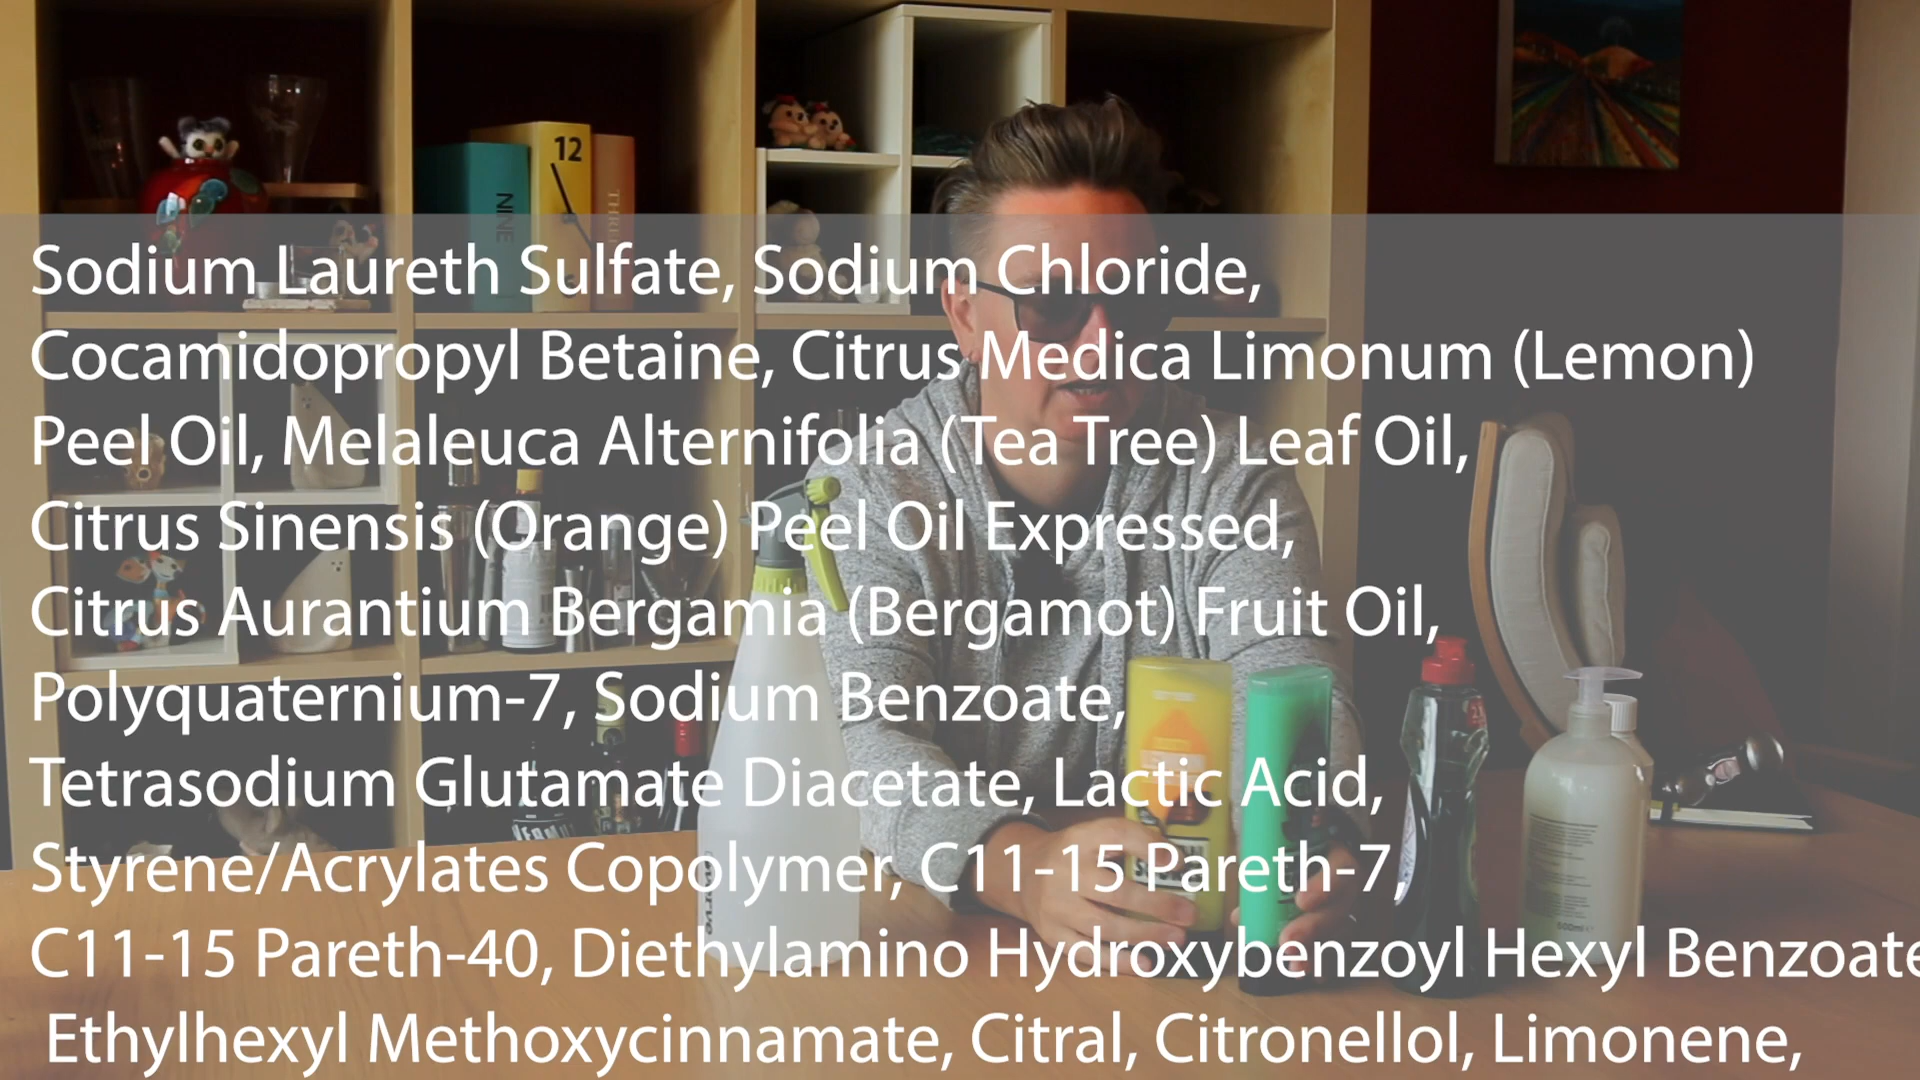 12
NINE
Sodium Laureth Sulfate, Sodium Chloride,
Cocamidopropyl Betaine, Citrus Medica Limonum (Lemon)
Peel Oil, Melaleuca Alternifolia (Tea Tree) Leaf Oil,
Citrus Sinensis (Orange) Peel Oil Expressed,
Citrus Aurantium Bergamia (Bergamot) Fruit Oil,
Polyquaternium-7, Sodium Benzoate,
Tetrasodium Glutamate Diacetate, Lactic Acid,
Styrene/Acrylates Copolymer, C11-15 Pareth-7,
C11-15 Pareth-40, Diethylamino Hydroxybenzoyl Hexyl Benzoate
Ethylhexyl Methoxycinnamate, Citral, Citronellol, Limonene,
500ml